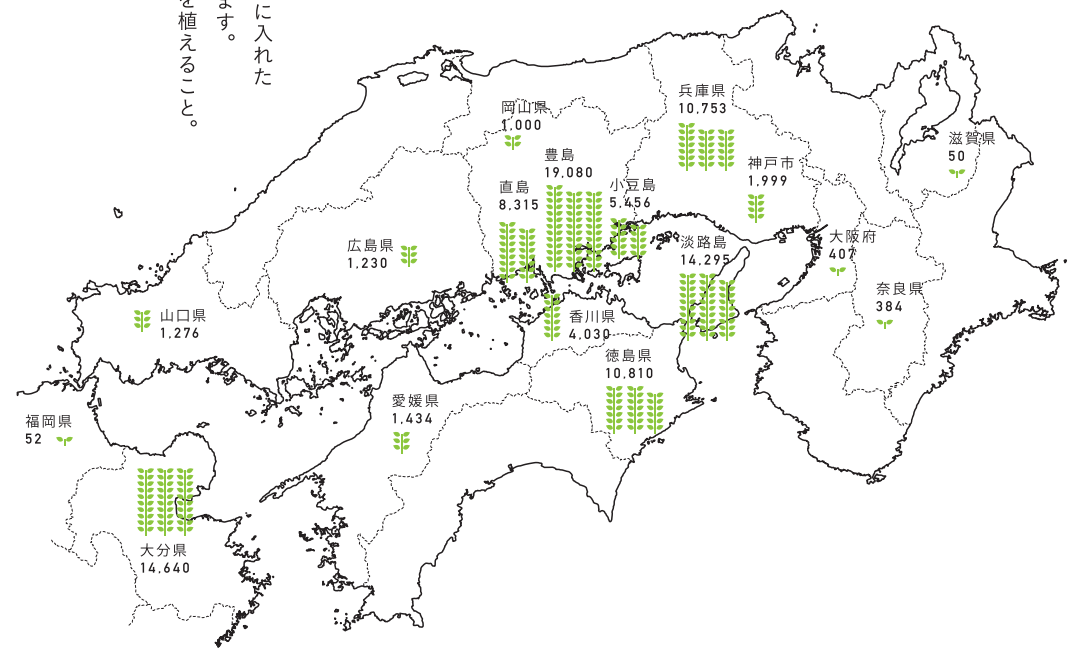 に入れた
ます。
を植えること。
兵庫県
10,753
岡山県
1,000
滋賀県
50
豊島
19,080
神戸市
1,999
直島
8,315
小豆島
5,456
広島県
1,230
淡路島
14,295
大阪府
407
奈良県
384
山口県
1,276
香川県
4,030
徳島県
10,810
愛媛県
1,434
福岡県
52
大分県
14,640